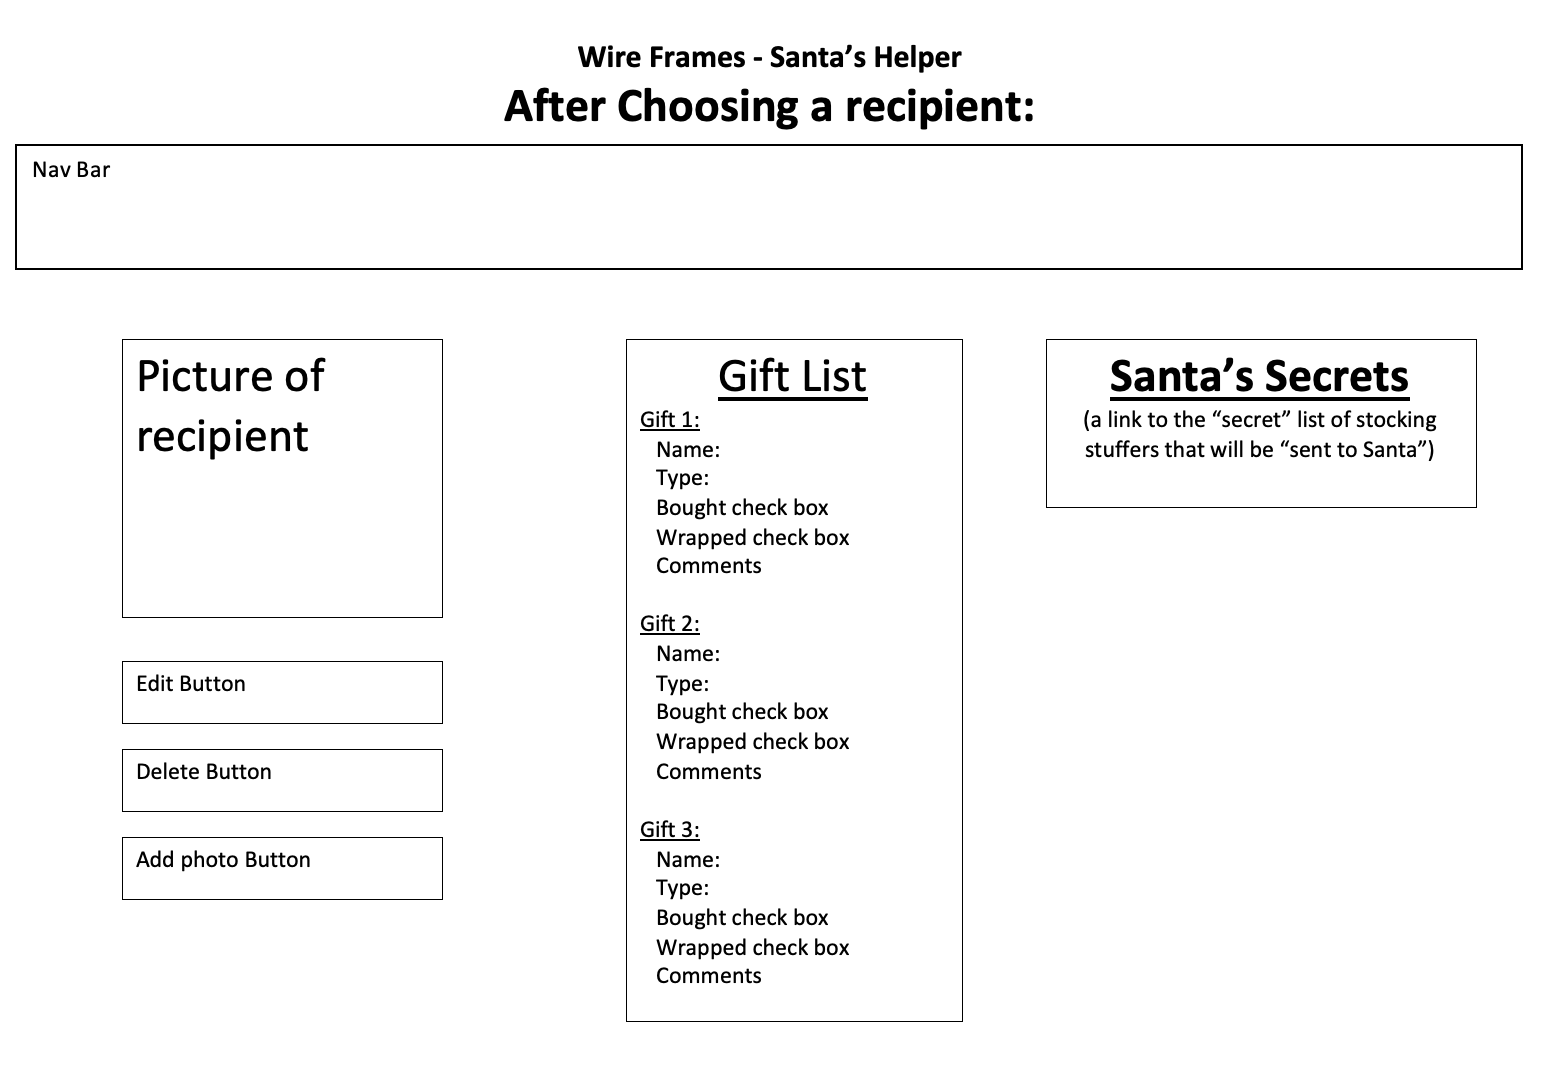 Wire Frames - Santa’s Helper
After Choosing a recipient:
Nav Bar
Picture of
recipient
Edit Button
Delete Button
Add photo Button
Gift List
Gift 1:
Name:
Type:
Bought check box
Wrapped check box
Comments
Gift 2:
Name:
Type:
Bought check box
Wrapped check box
Comments
Gift 3:
Name:
Type:
Bought check box
Wrapped check box
Comments
Santa’s Secrets
(a link to the “secret” list of stocking
stuffers that will be “sent to Santa”)